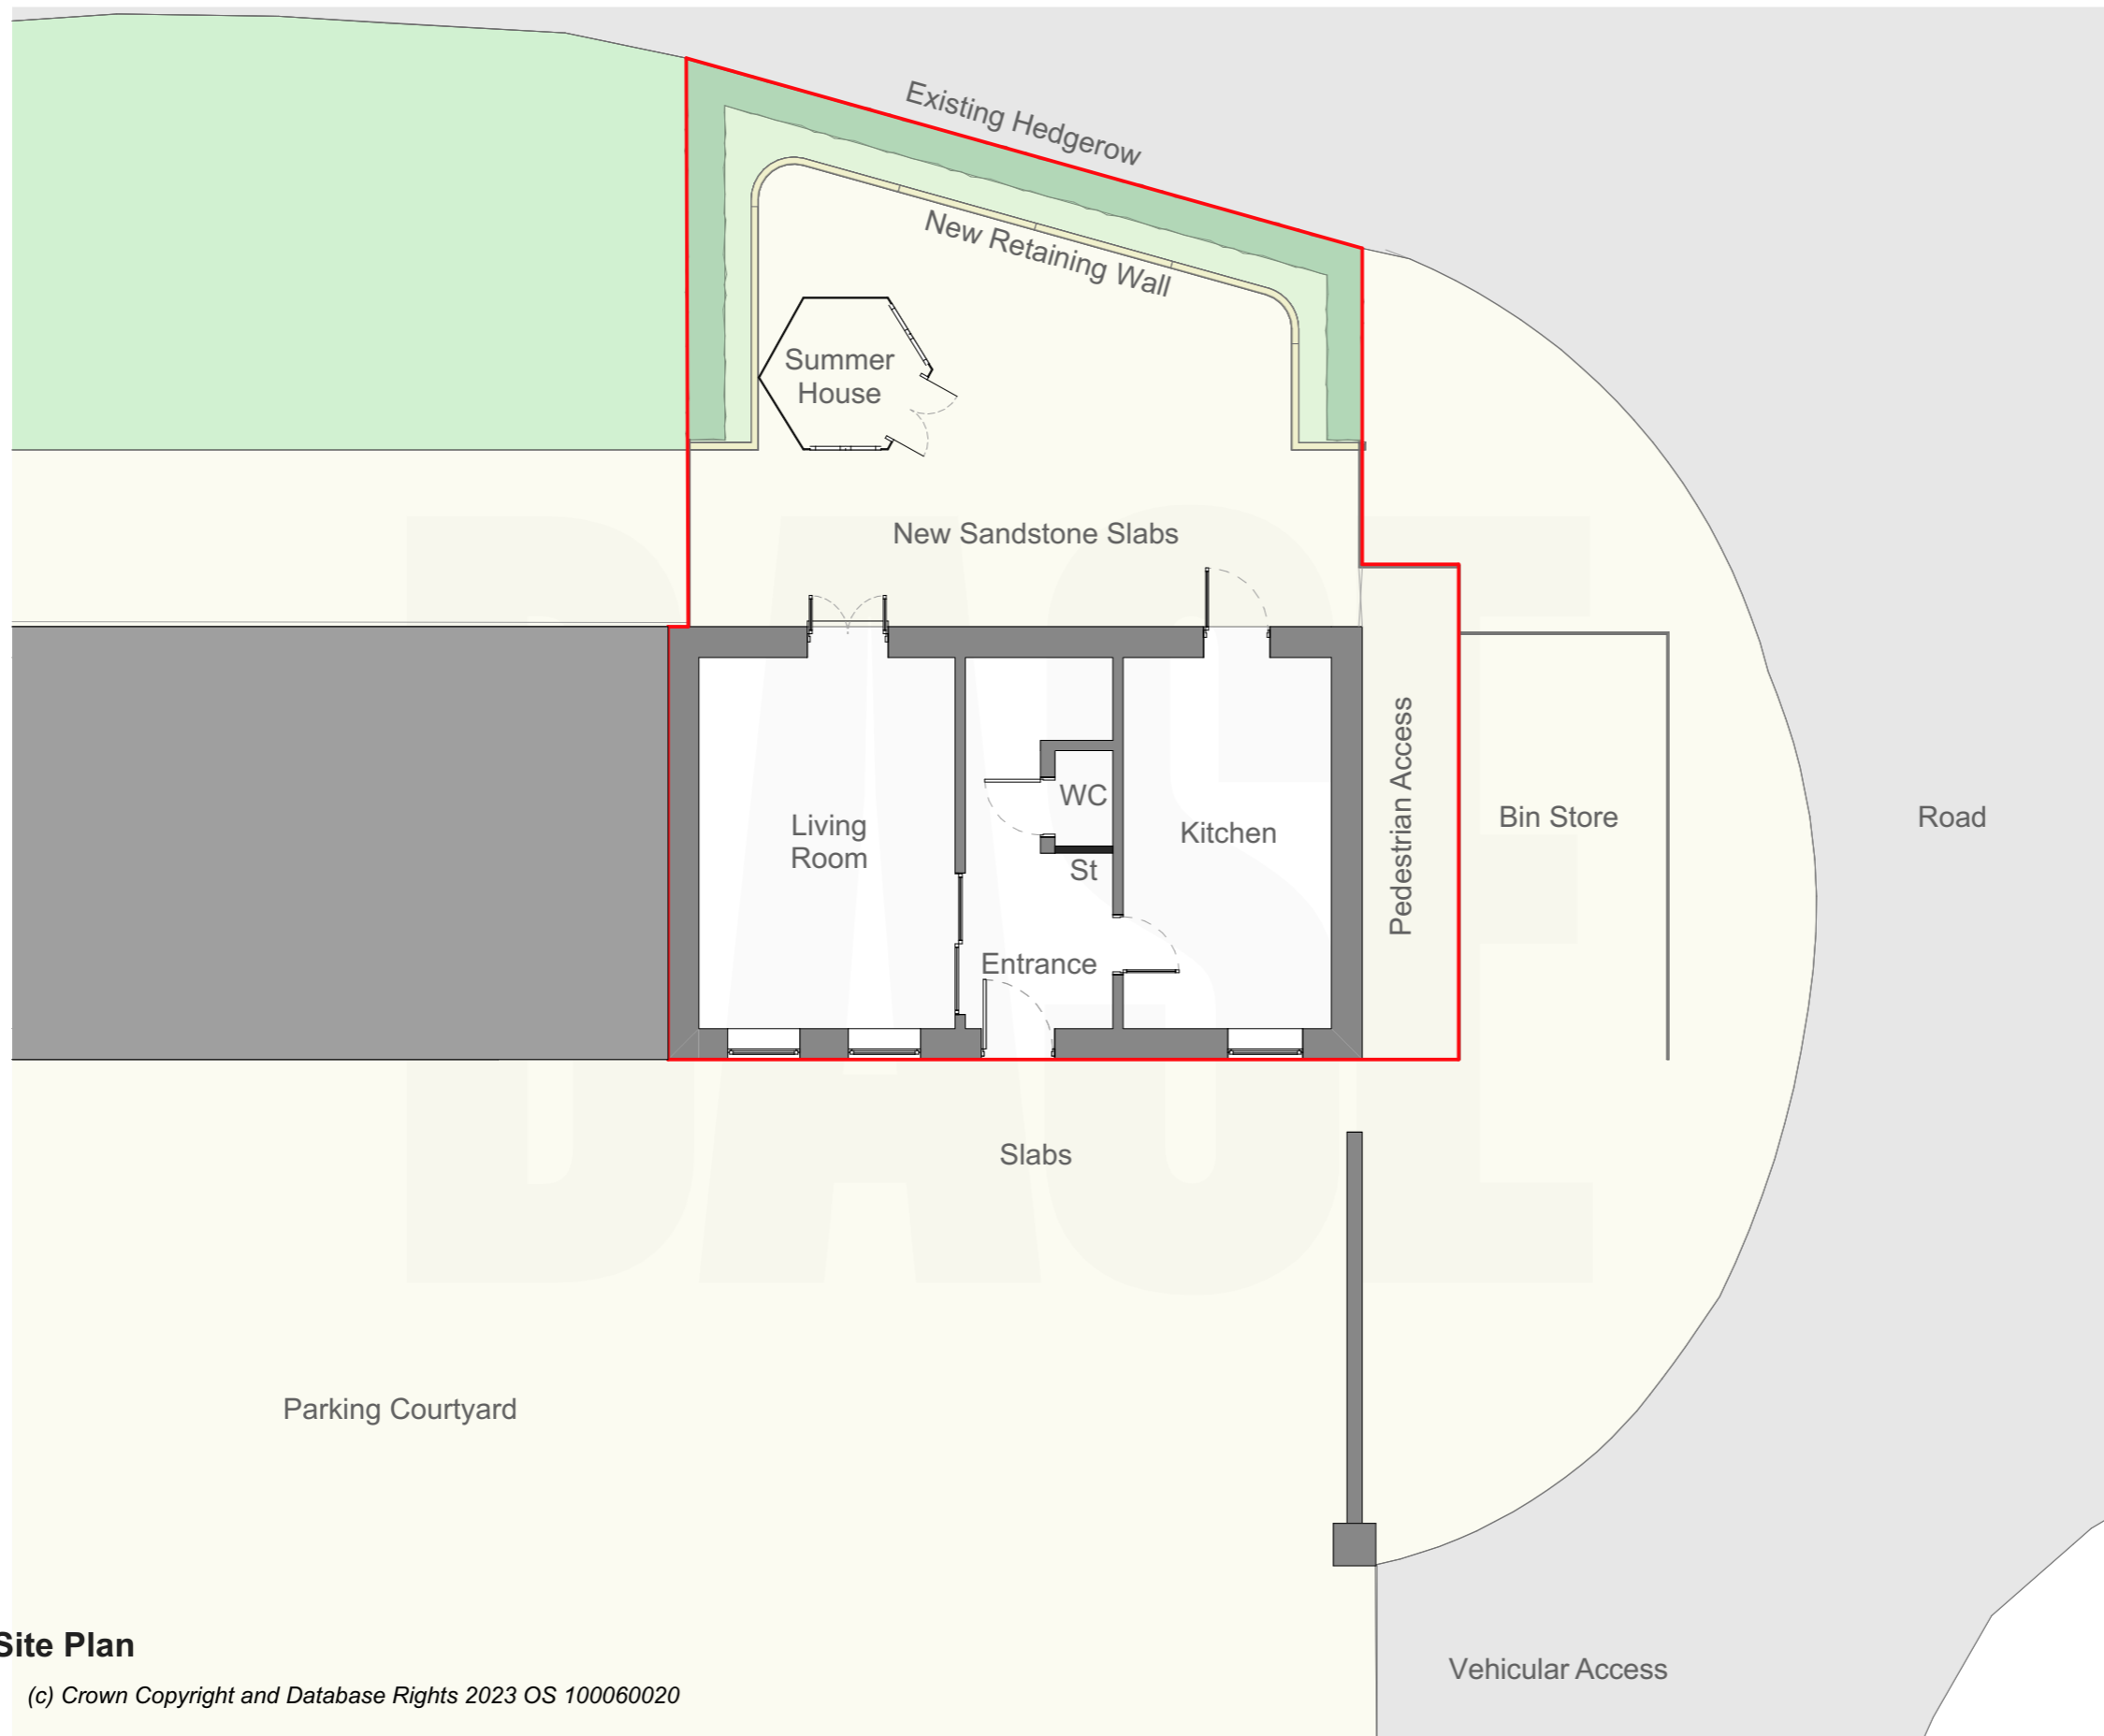 Existing Hedgerow
New Retaining Wall
Summer
House
New Sandstone Slabs
Living
Room
WC
St
Kitchen
Entrance
Pedestrian Access
Bin Store
Road
Slabs
Parking Courtyard
Vehicular Access
Site Plan
(c) Crown Copyright and Database Rights 2023 OS 100060020